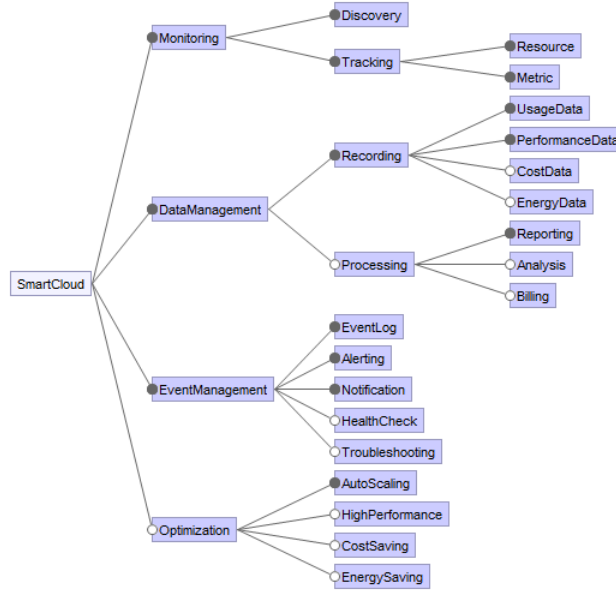 Discovery
Monitoring
Resource
Tracking
Metric
UsageData
PerformanceData
Recording
CostData
EnergyData
DataManagement
Reporting
Processing
Analysis
Billing
SmartCloud
EventLog
Alerting
EventManagement
Notification
HealthCheck
Troubleshooting
AutoScaling
HighPerformance
Optimization
CostSaving
EnergySaving